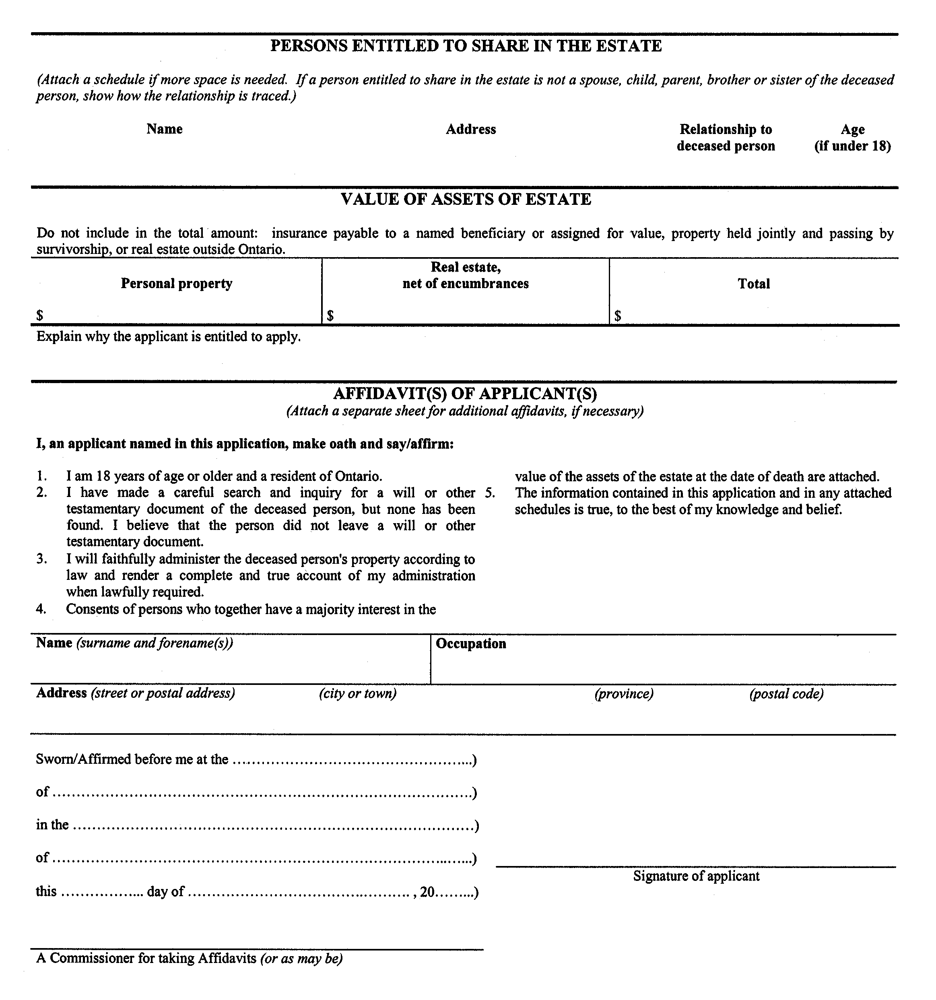 PERSONS ENTITLED TO SHARE IN THE ESTATE
(Attach a schedule if more space is needed. If a person entitled to share in the estate is not a spouse, child, parent, brother or sister of the deceased
person, show how the relationship is traced.)
Name Address Relationship to Age
deceased person (if under 18)
VALUE OF ASSETS OF ESTATE
Do not include in the total amount: insurance payable to a named beneficiary or assigned for value, property held jointly and passing by
survivorship, or real estate outside Ontario.
Real estate,
Personal property net of encumbrances Total
$ $ $
Explain why the applicant is entitled to apply.
AFFIDAVIT(S) OF APPLICANT(S)
(Attach a separate sheet for additional affidavits, if necessary)
I, an applicant named in this application, make oath and say/affirm:
1. I am 18 years of age or older and a resident of Ontario.
2. I have made a careful search and inquiry for a will or other
testamentary document of the deceased person, but none has been
found. I believe that the person did not leave a will or other
testamentary document.
3. I will faithfully administer the deceased person's property according to
law and render a complete and true account of my administration
when lawfully required.
4. Consents of persons who together have a majority interest in the
value of the assets of the estate at the date of death are attached.
5. The information contained in this application and in any attached
schedules is true, to the best of my knowledge and belief.
Name (surname and forename(s)) Occupation
Address (street or postal address) (city or town) (province) (postal code)
Sworn/Affirmed before me at the ..................................................)
of .......................................................................................)
in the ...................................................................................)
of .......................................................................................)
this .................. day of .............................................. , 20.........)
Signature of applicant
A Commissioner for taking Affidavits (or as may be)